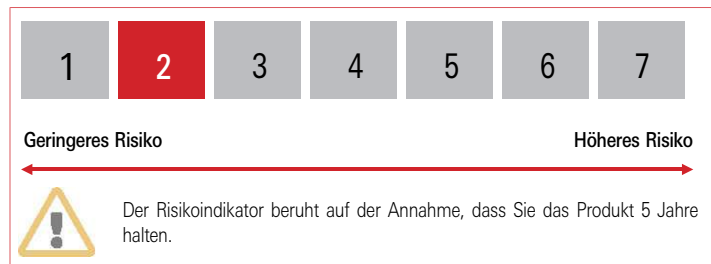 1 2 3 4 5 6 7
Geringeres Risiko Höheres Risiko
Der Risikoindikator beruht auf der Annahme, dass Sie das Produkt 5 Jahre
halten.